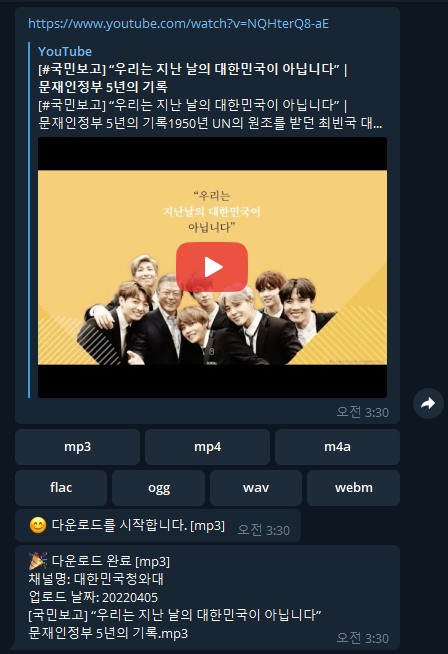 https://www.youtube.com/watch?v=NQHterQ8-aE
YouTube
[#국민보고] “우리는 지난 날의 대한민국이 아닙니다” |
문재인정부 5년의 기록
[#국민보고] “우리는 지난 날의 대한민국이 아닙니다” |
문재인정부 5년의 기록1950년 UN의 원조를 받던 최빈국 대...
“우리는
지난날의 대한민국이
아닙니다”
오전 3:30
mp3 mp4 m4a
flac ogg wav webm
😊 다운로드를 시작합니다. [mp3] 오전 3:30
🎉 다운로드 완료 [mp3]
채널명: 대한민국청와대
업로드 날짜: 20220405
[국민보고] “우리는 지난 날의 대한민국이 아닙니다”
문재인정부 5년의 기록.mp3
오전 3:30